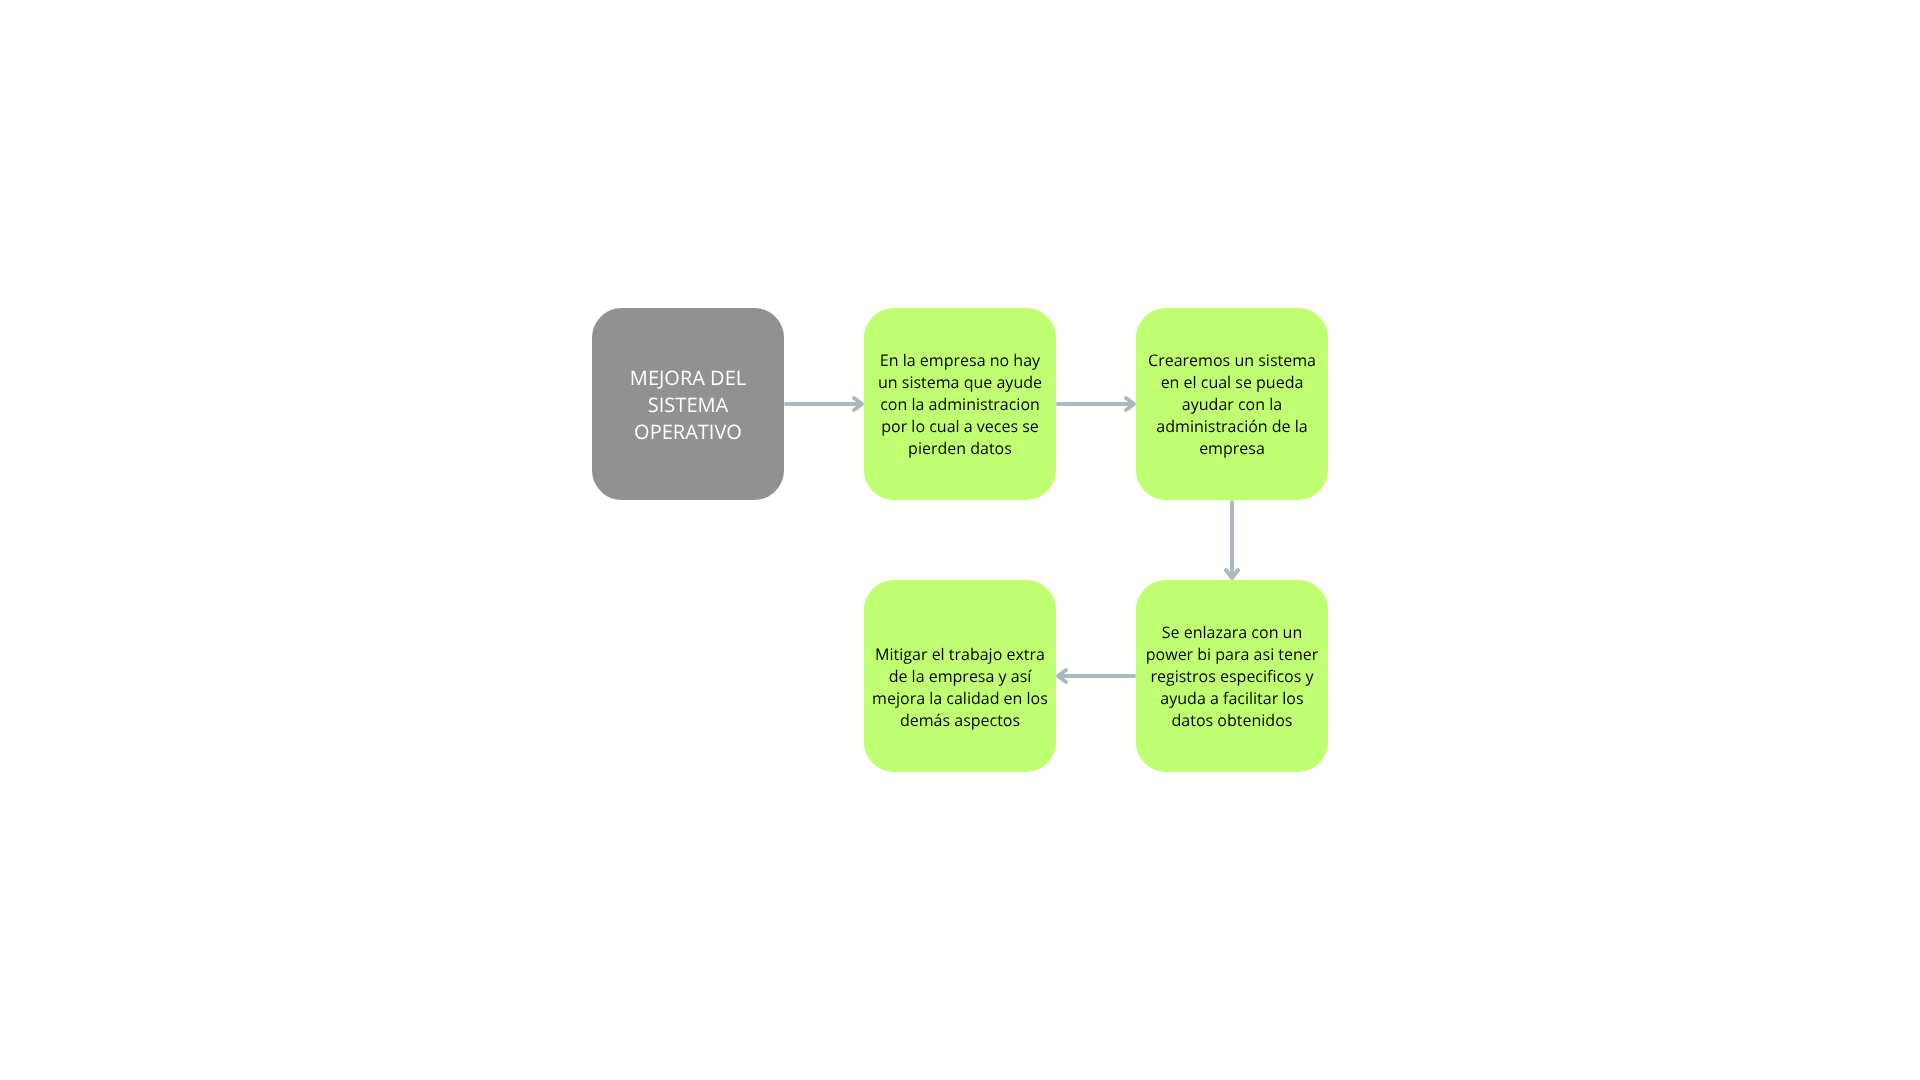 MEJORA DEL
SISTEMA
OPERATIVO
En la empresa no hay
un sistema que ayude
con la administracion
por lo cual a veces se
pierden datos
Crearemos un sistema
en el cual se pueda
ayudar con la
administración de la
empresa
Se enlazara con un
power bi para asi tener
registros especificos y
ayuda a facilitar los
datos obtenidos
Mitigar el trabajo extra
de la empresa y así
mejora la calidad en los
demás aspectos